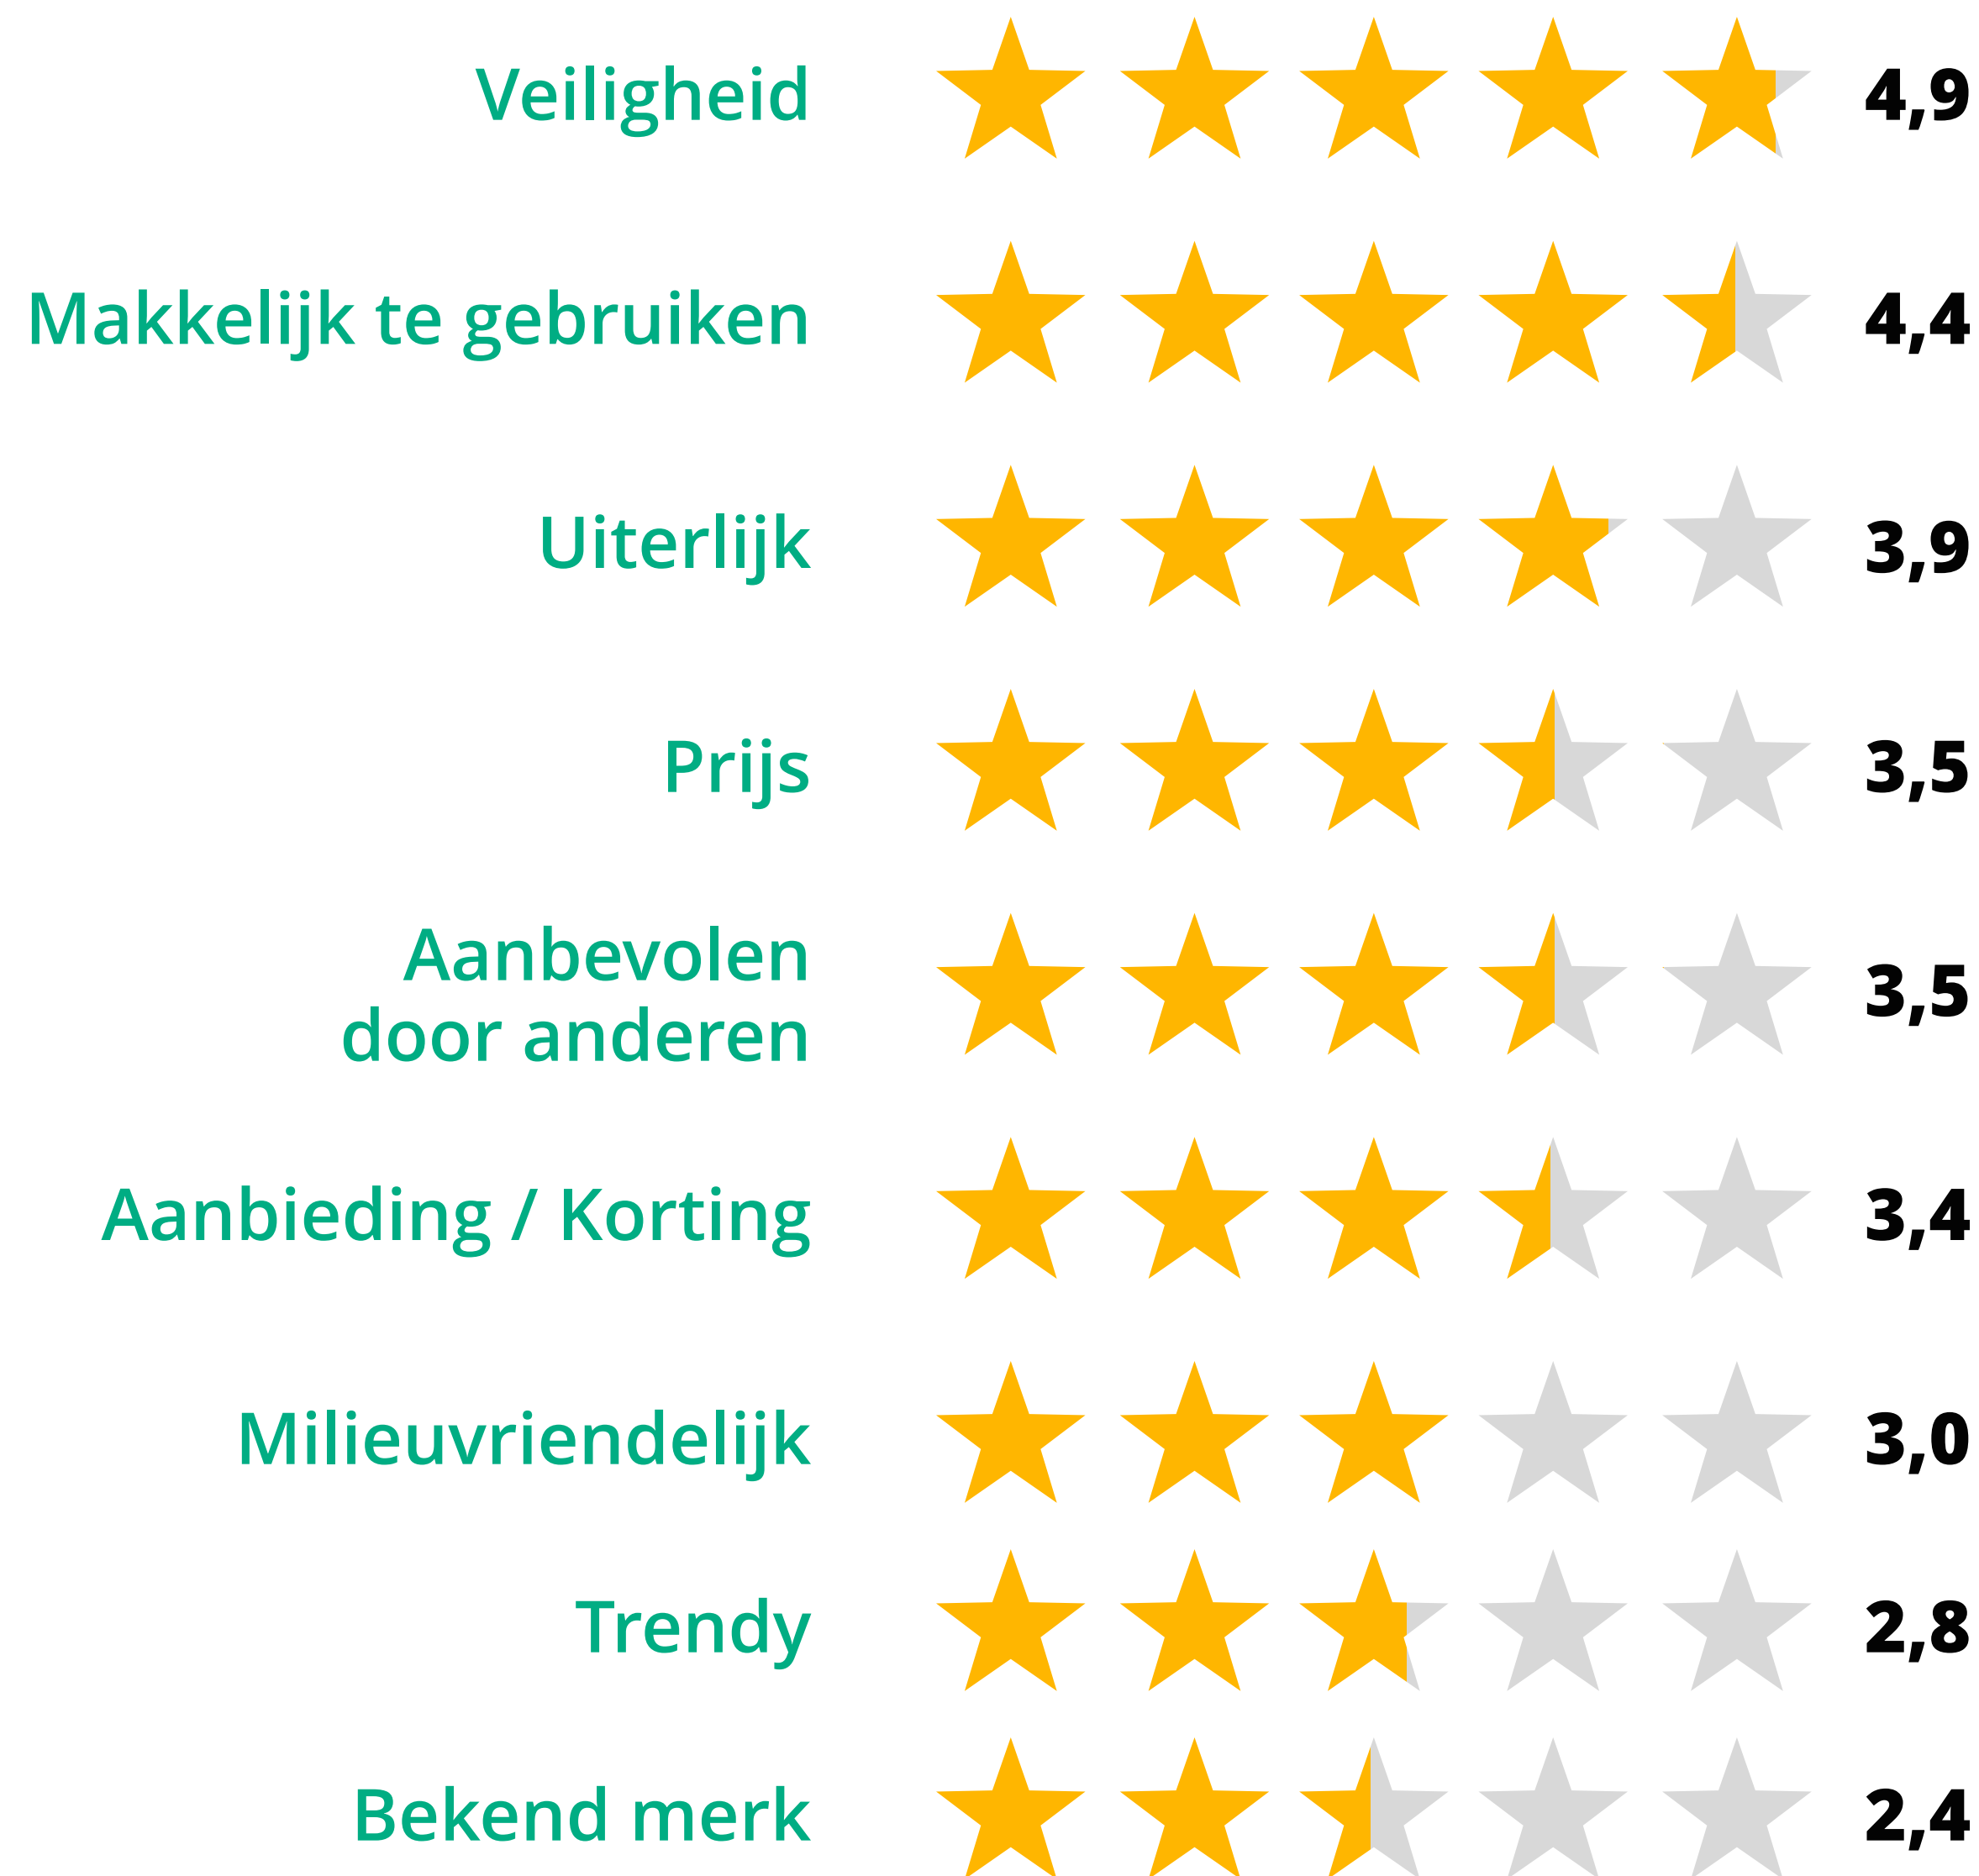 Veiligheid 4,9
Makkelijk te gebruiken 4,4
Uiterlijk 3,9
Prijs 3,5
Aanbevolen
door anderen 3,5
Aanbieding / Korting 3,4
Milieuvriendelijk 3,0
Trendy 2,8
Bekend merk 2,4